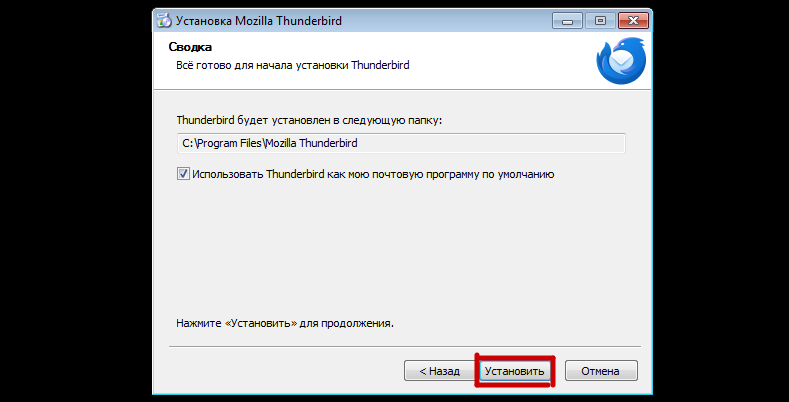 Установка Mozilla Thunderbird
Сводка
Всё готово для начала установки Thunderbird
Thunderbird будет установлен в следующую папку:
C:\Program Files\Mozilla Thunderbird
Использовать Thunderbird как мою почтовую программу по умолчанию
Нажмите «Установить» для продолжения.
< Назад Установить Отмена